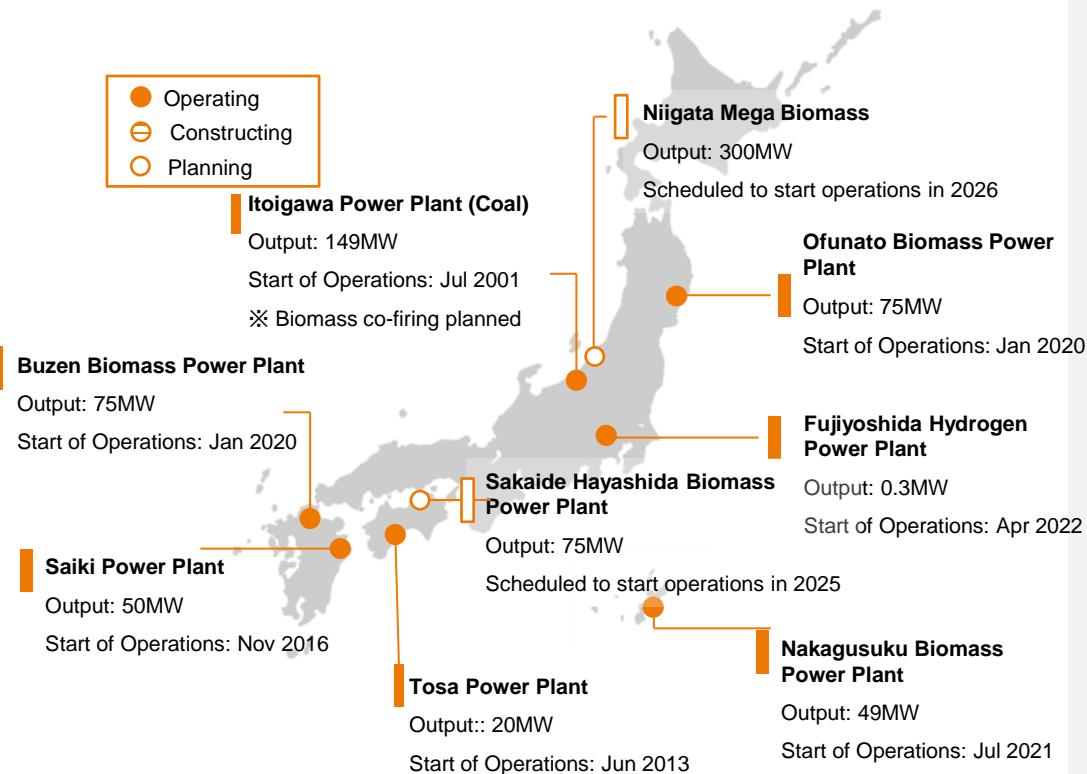 Operating
Constructing
Planning
Niigata Mega Biomass
Output: 300MW
Scheduled to start operations in 2026
Itoigawa Power Plant (Coal)
Output: 149MW
Start of Operations: Jul 2001
※ Biomass co-firing planned
Ofunato Biomass Power
Plant
Output: 75MW
Start of Operations: Jan 2020
Buzen Biomass Power Plant
Output: 75MW
Start of Operations: Jan 2020
Fujiyoshida Hydrogen
Power Plant
Output: 0.3MW
Start of Operations: Apr 2022
Sakaide Hayashida Biomass
Power Plant
Output: 75MW
Scheduled to start operations in 2025
Saiki Power Plant
Output: 50MW
Start of Operations: Nov 2016
Nakagusuku Biomass
Power Plant
Output: 49MW
Start of Operations: Jul 2021
Tosa Power Plant
Output:: 20MW
Start of Operations: Jun 2013